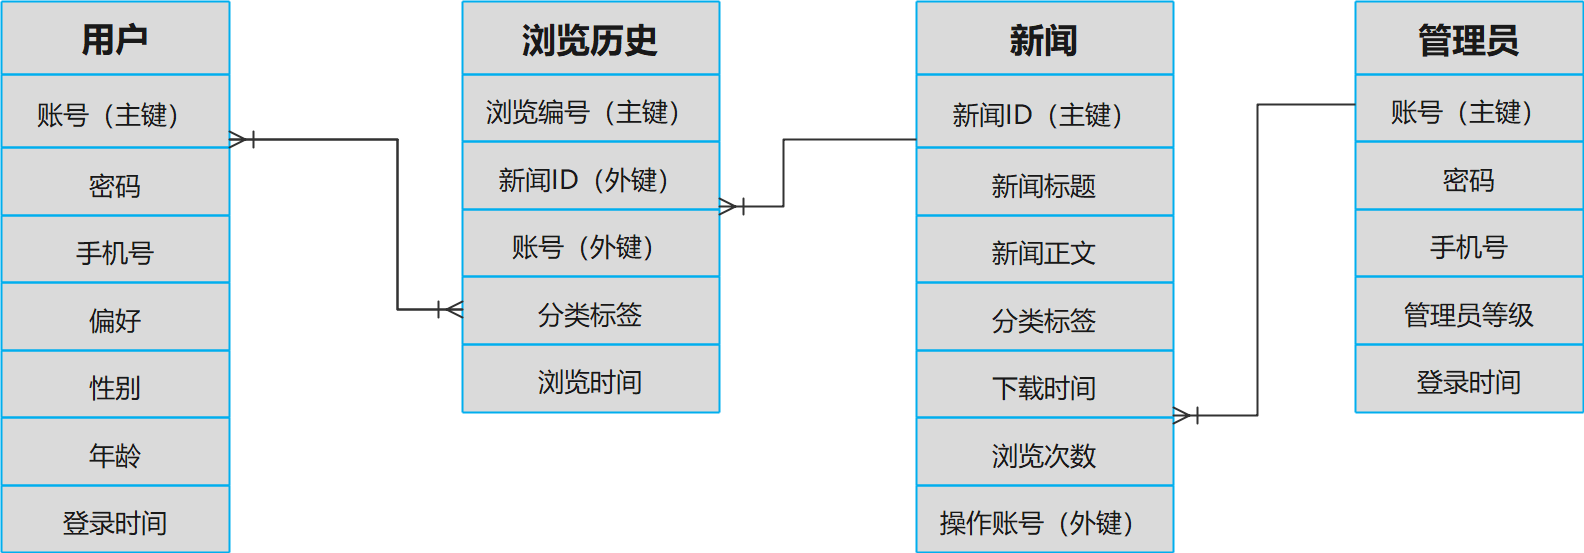 用户
账号（主键）
密码
手机号
偏好
性别
年龄
登录时间
浏览历史
浏览编号（主键）
新闻ID（外键）
账号（外键）
分类标签
浏览时间
新闻
新闻ID（主键）
新闻标题
新闻正文
分类标签
下载时间
浏览次数
操作账号（外键）
管理员
账号（主键）
密码
手机号
管理员等级
登录时间